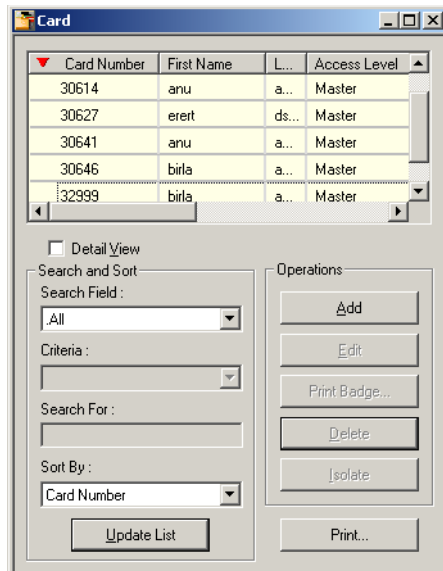 Card
Card Number First Name L... Access Level
30614 anu a... Master
30627 erert ds... Master
30641 anu a... Master
30646 birla a... Master
32999 birla a... Master
Detail View
Search and Sort
Search Field :
.All
Criteria :
Search For :
Sort By :
Card Number
Update List
Operations
Add
Edit
Print Badge...
Delete
Isolate
Print...